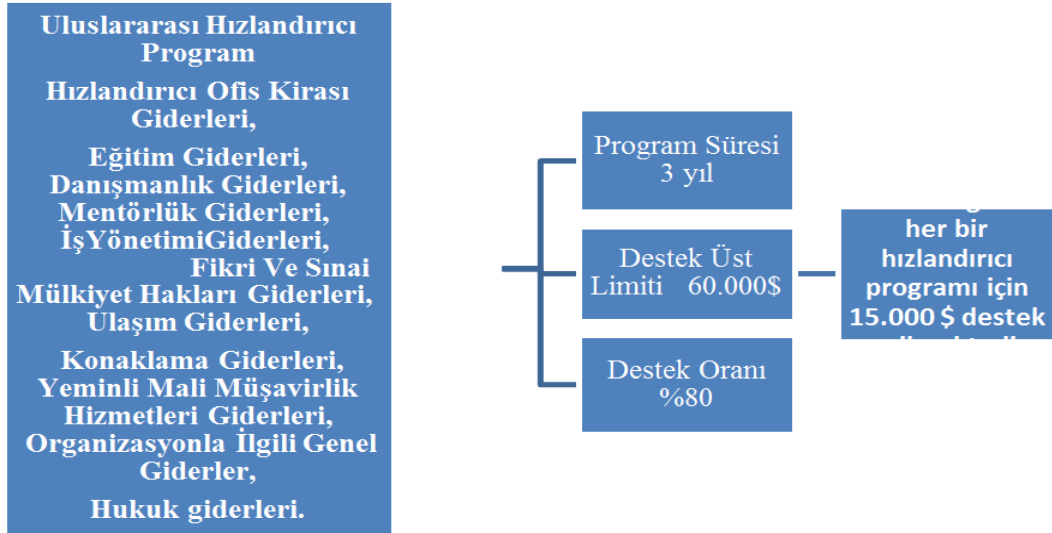 Uluslararası Hızlandırıcı
Program
Hızlandırıcı Ofis Kirası
Giderleri,
Eğitim Giderleri,
Danışmanlık Giderleri,
Mentörlük Giderleri,
İşYönetimiGiderleri,
Fikri Ve Sınai
Mülkiyet Hakları Giderleri,
Ulaşım Giderleri,
Konaklama Giderleri,
Yeminli Mali Müşavirlik
Hizmetleri Giderleri,
Organizasyonla İlgili Genel
Giderler,
Hukuk giderleri.
Program Süresi
3 yıl
Destek Üst
Limiti 60.000$
Destek Oranı
%80
her bir
hızlandırıcı
programı için
15.000 $ destek